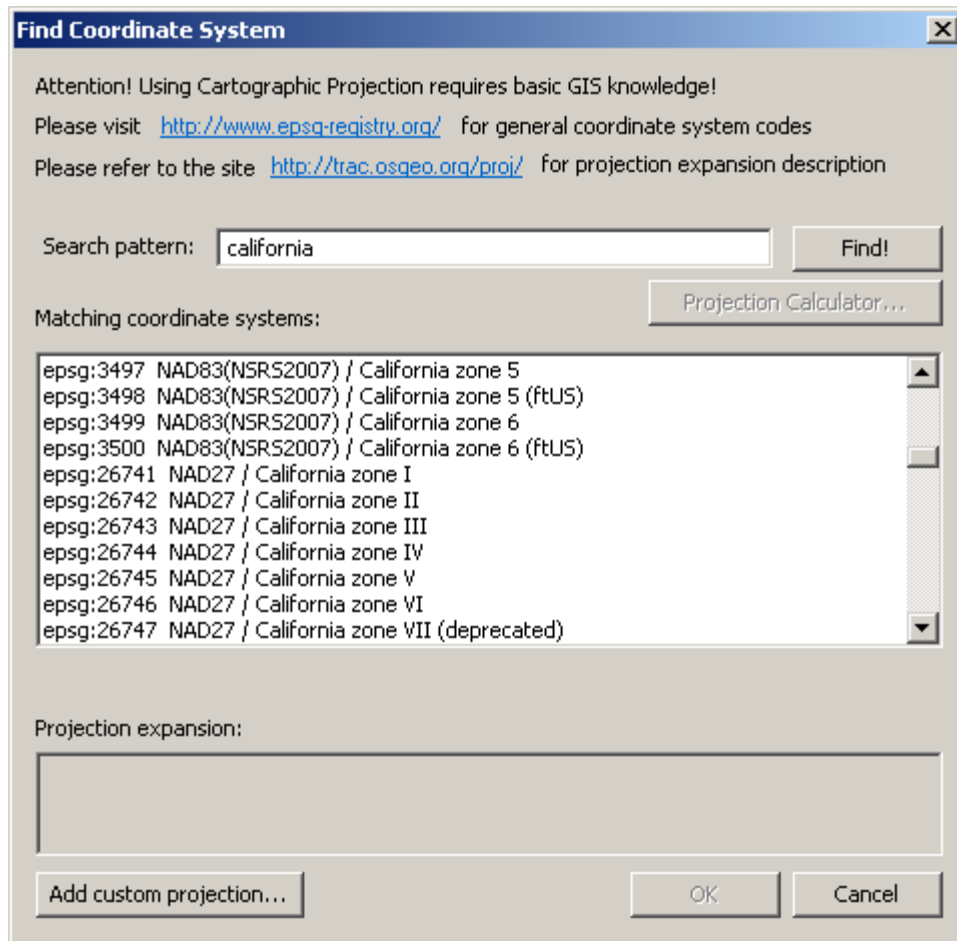 Find Coordinate System
Attention! Using Cartographic Projection requires basic GIS knowledge!
Please visit http://www.epsg-registry.org/ for general coordinate system codes
Please refer to the site http://trac.osgeo.org/proj/ for projection expansion description
Search pattern: california Find!
Projection Calculator...
Matching coordinate systems:
epsg:3497 NAD83(NSRS2007) / California zone 5
epsg:3498 NAD83(NSRS2007) / California zone 5 (ftUS)
epsg:3499 NAD83(NSRS2007) / California zone 6
epsg:3500 NAD83(NSRS2007) / California zone 6 (ftUS)
epsg:26741 NAD27 / California zone I
epsg:26742 NAD27 / California zone II
epsg:26743 NAD27 / California zone III
epsg:26744 NAD27 / California zone IV
epsg:26745 NAD27 / California zone V
epsg:26746 NAD27 / California zone VI
epsg:26747 NAD27 / California zone VII (deprecated)
Projection expansion:
Add custom projection... OK Cancel